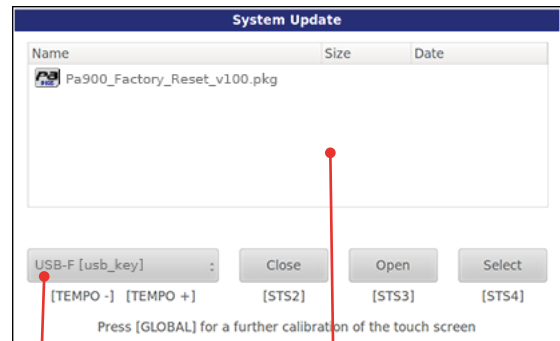 System Update
Name Size Date
Pa900_Factory_Reset_v100.pkg
USB-F [usb_key] Close Open Select
[TEMPO -] [TEMPO +] [STS2] [STS3] [STS4]
Press [GLOBAL] for a further calibration of the touch screen